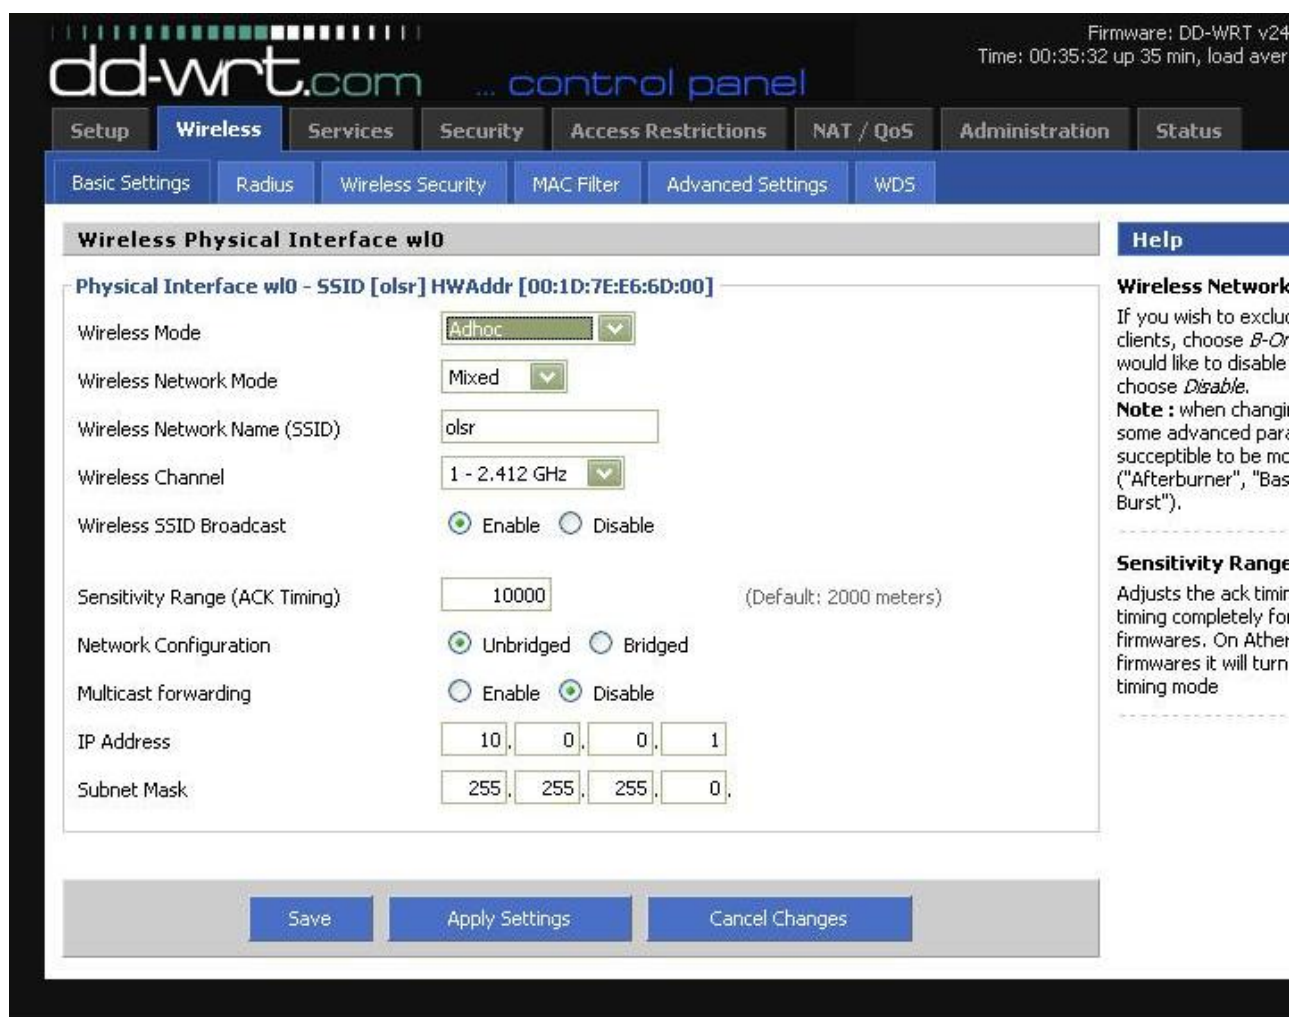 Firmware: DD-WRT v24
Time: 00:35:32 up 35 min, load aver
dd-wrt.com ... control panel
Setup Wireless Services Security Access Restrictions NAT / QoS Administration Status
Basic Settings Radius Wireless Security MAC Filter Advanced Settings WDS
Wireless Physical Interface wl0
Physical Interface wl0 - SSID [olsr] HWAddr [00:1D:7E:E6:6D:00]
Wireless Mode Adhoc
Wireless Network Mode Mixed
Wireless Network Name (SSID) olsr
Wireless Channel 1 - 2.412 GHz
Wireless SSID Broadcast Enable Disable
Sensitivity Range (ACK Timing) 10000 (Default: 2000 meters)
Network Configuration Unbridged Bridged
Multicast forwarding Enable Disable
IP Address 10. 0. 0. 1
Subnet Mask 255. 255. 255. 0.
Save Apply Settings Cancel Changes
Help
Wireless Network
If you wish to exclud
clients, choose B-Or
would like to disable
choose Disable.
Note : when changin
some advanced para
succeptible to be mo
("Afterburner", "Bas
Burst").
Sensitivity Range
Adjusts the ack timin
timing completely for
firmwares. On Ather
firmwares it will turn
timing mode